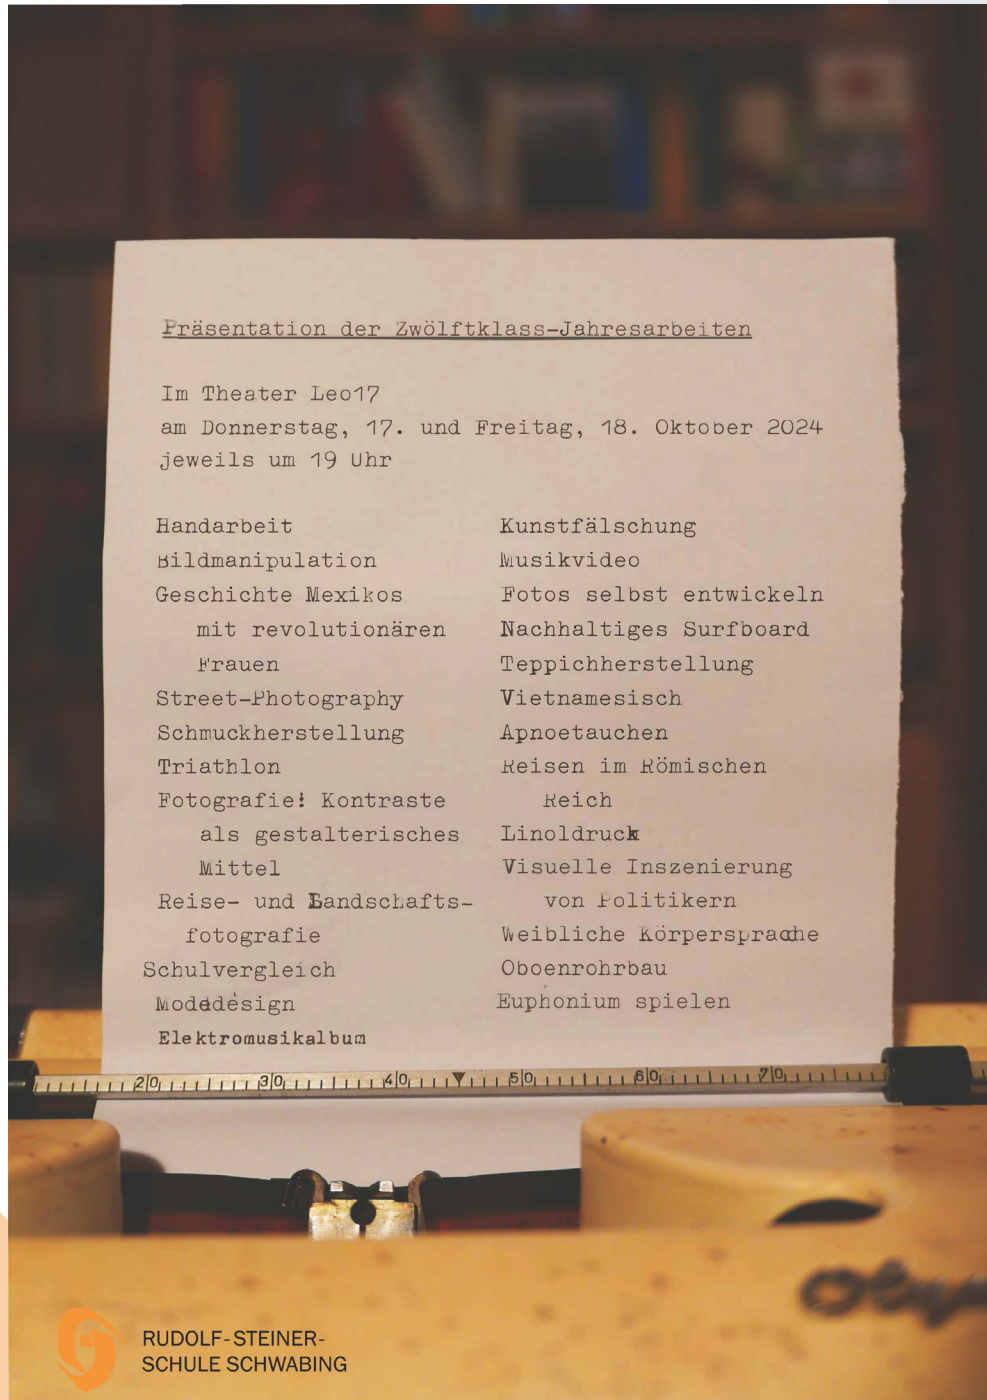 Präsentation der Zwölftklass-Jahresarbeiten
Im Theater Leo17
am Donnerstag, 17. und Freitag, 18. Oktober 2024
jeweils um 19 Uhr
Handarbeit
Bildmanipulation
Geschichte Mexikos
mit revolutionären
Frauen
Street-Photography
Schmuckherstellung
Triathlon
Fotografie: Kontraste
als gestalterisches
Mittel
Reise- und Landschafts-
fotografie
Schulvergleich
Modedesign
Elektromusikalbum
Kunstfälschung
Musikvideo
Fotos selbst entwickeln
Nachhaltiges Surfboard
Teppichherstellung
Vietnamesisch
Apnoetauchen
Reisen im Römischen
Reich
Linoldruck
Visuelle Inszenierung
von Politikern
Weibliche Körpersprache
Oboenrohrbau
Euphonium spielen
20 30 40 50 60 70
RUDOLF-STEINER-
SCHULE SCHWABING